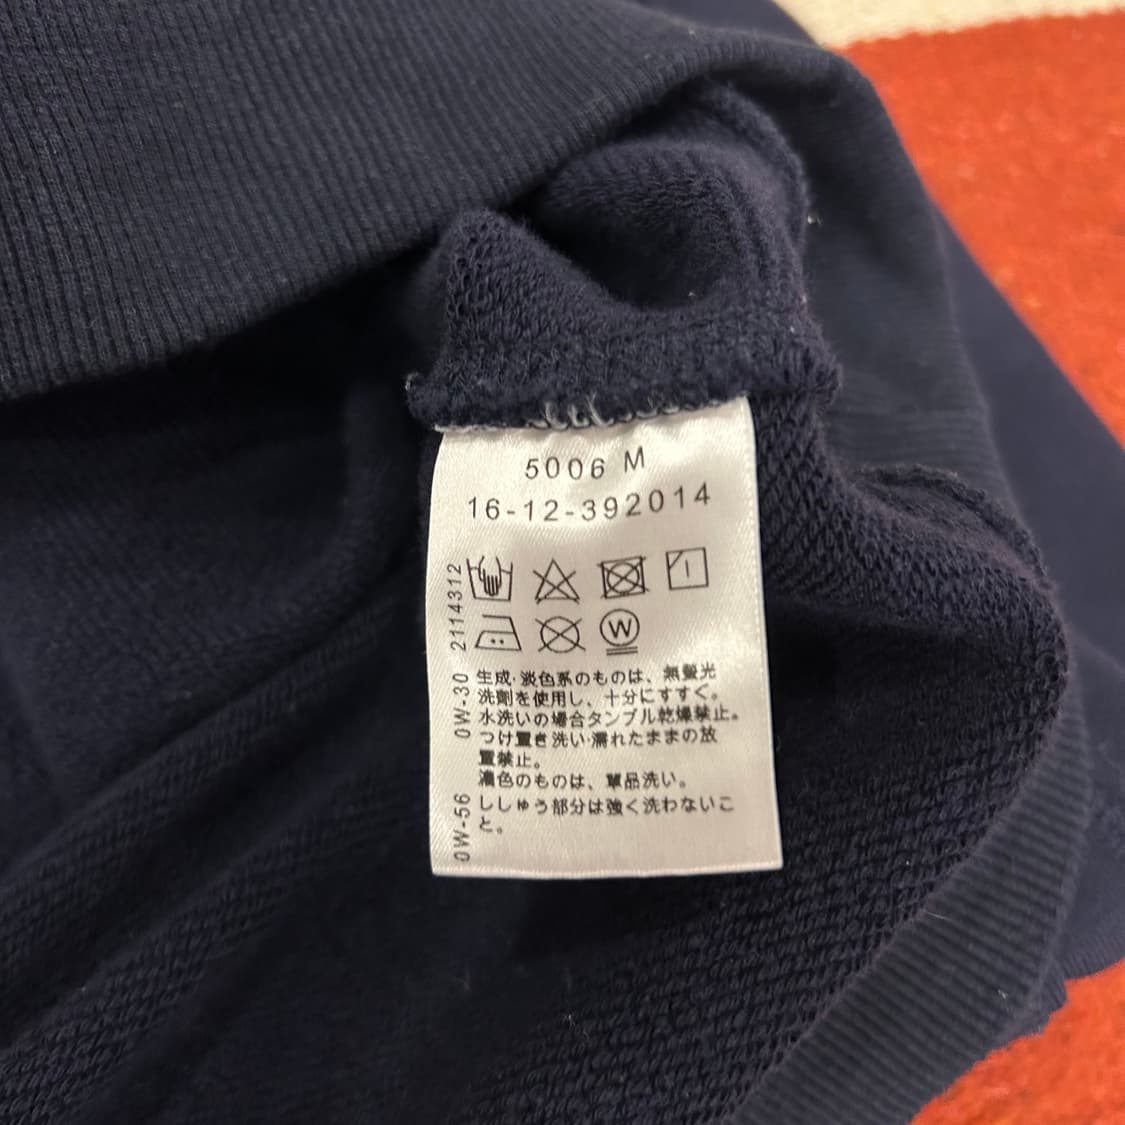 5006 M
16-12-392014
W
生成・淡色系のものは、無螢光
洗劑を使用し、十分にすすぐ。
水洗いの場合タンブル乾燥禁止。
つけ置き洗い・濡れたままの放
置禁止。
濃色のものは、單品洗い。
ししゅう部分は強く洗わないこ
と。
0W-56 0W-30 2114312